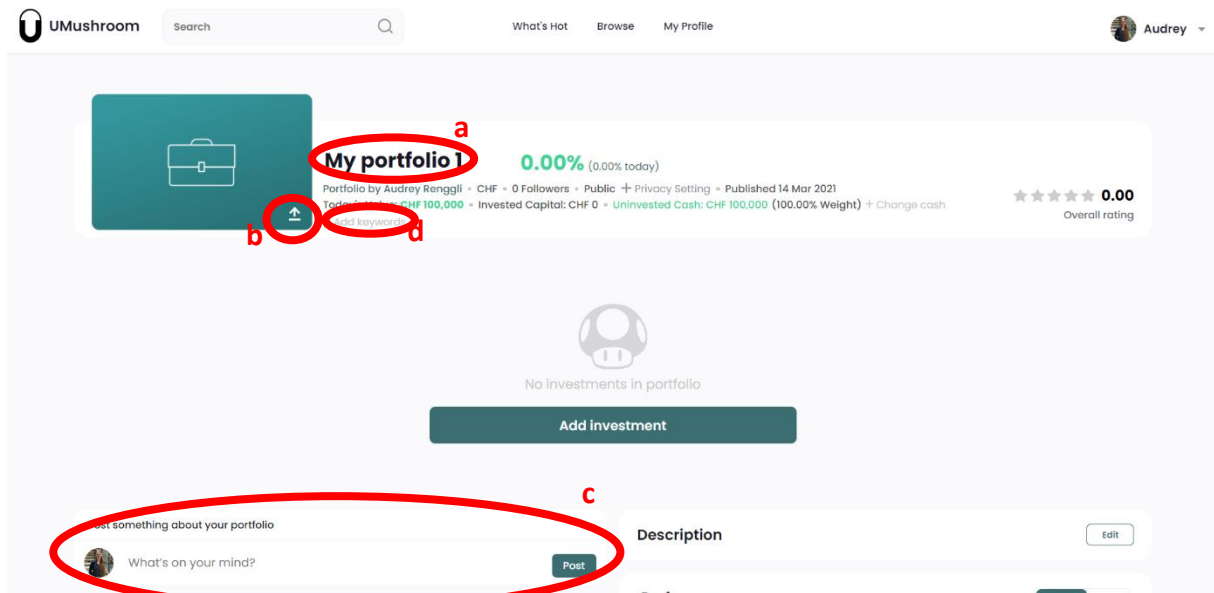 UMushroom Search What's Hot Browse My Profile Audrey
a
My portfolio 1 0.00% (0.00% today)
Portfolio by Audrey Renggli • CHF • 0 Followers • Public + Privacy Setting • Published 14 Mar 2021
Today's Value: CHF 100,000 • Invested Capital: CHF 0 • Uninvested Cash: CHF 100,000 (100.00% Weight) + Change cash
Add keywords
0.00
Overall rating
b
d
No investments in portfolio
Add investment
c
something about your portfolio
What's on your mind?
Post
Description
Edit